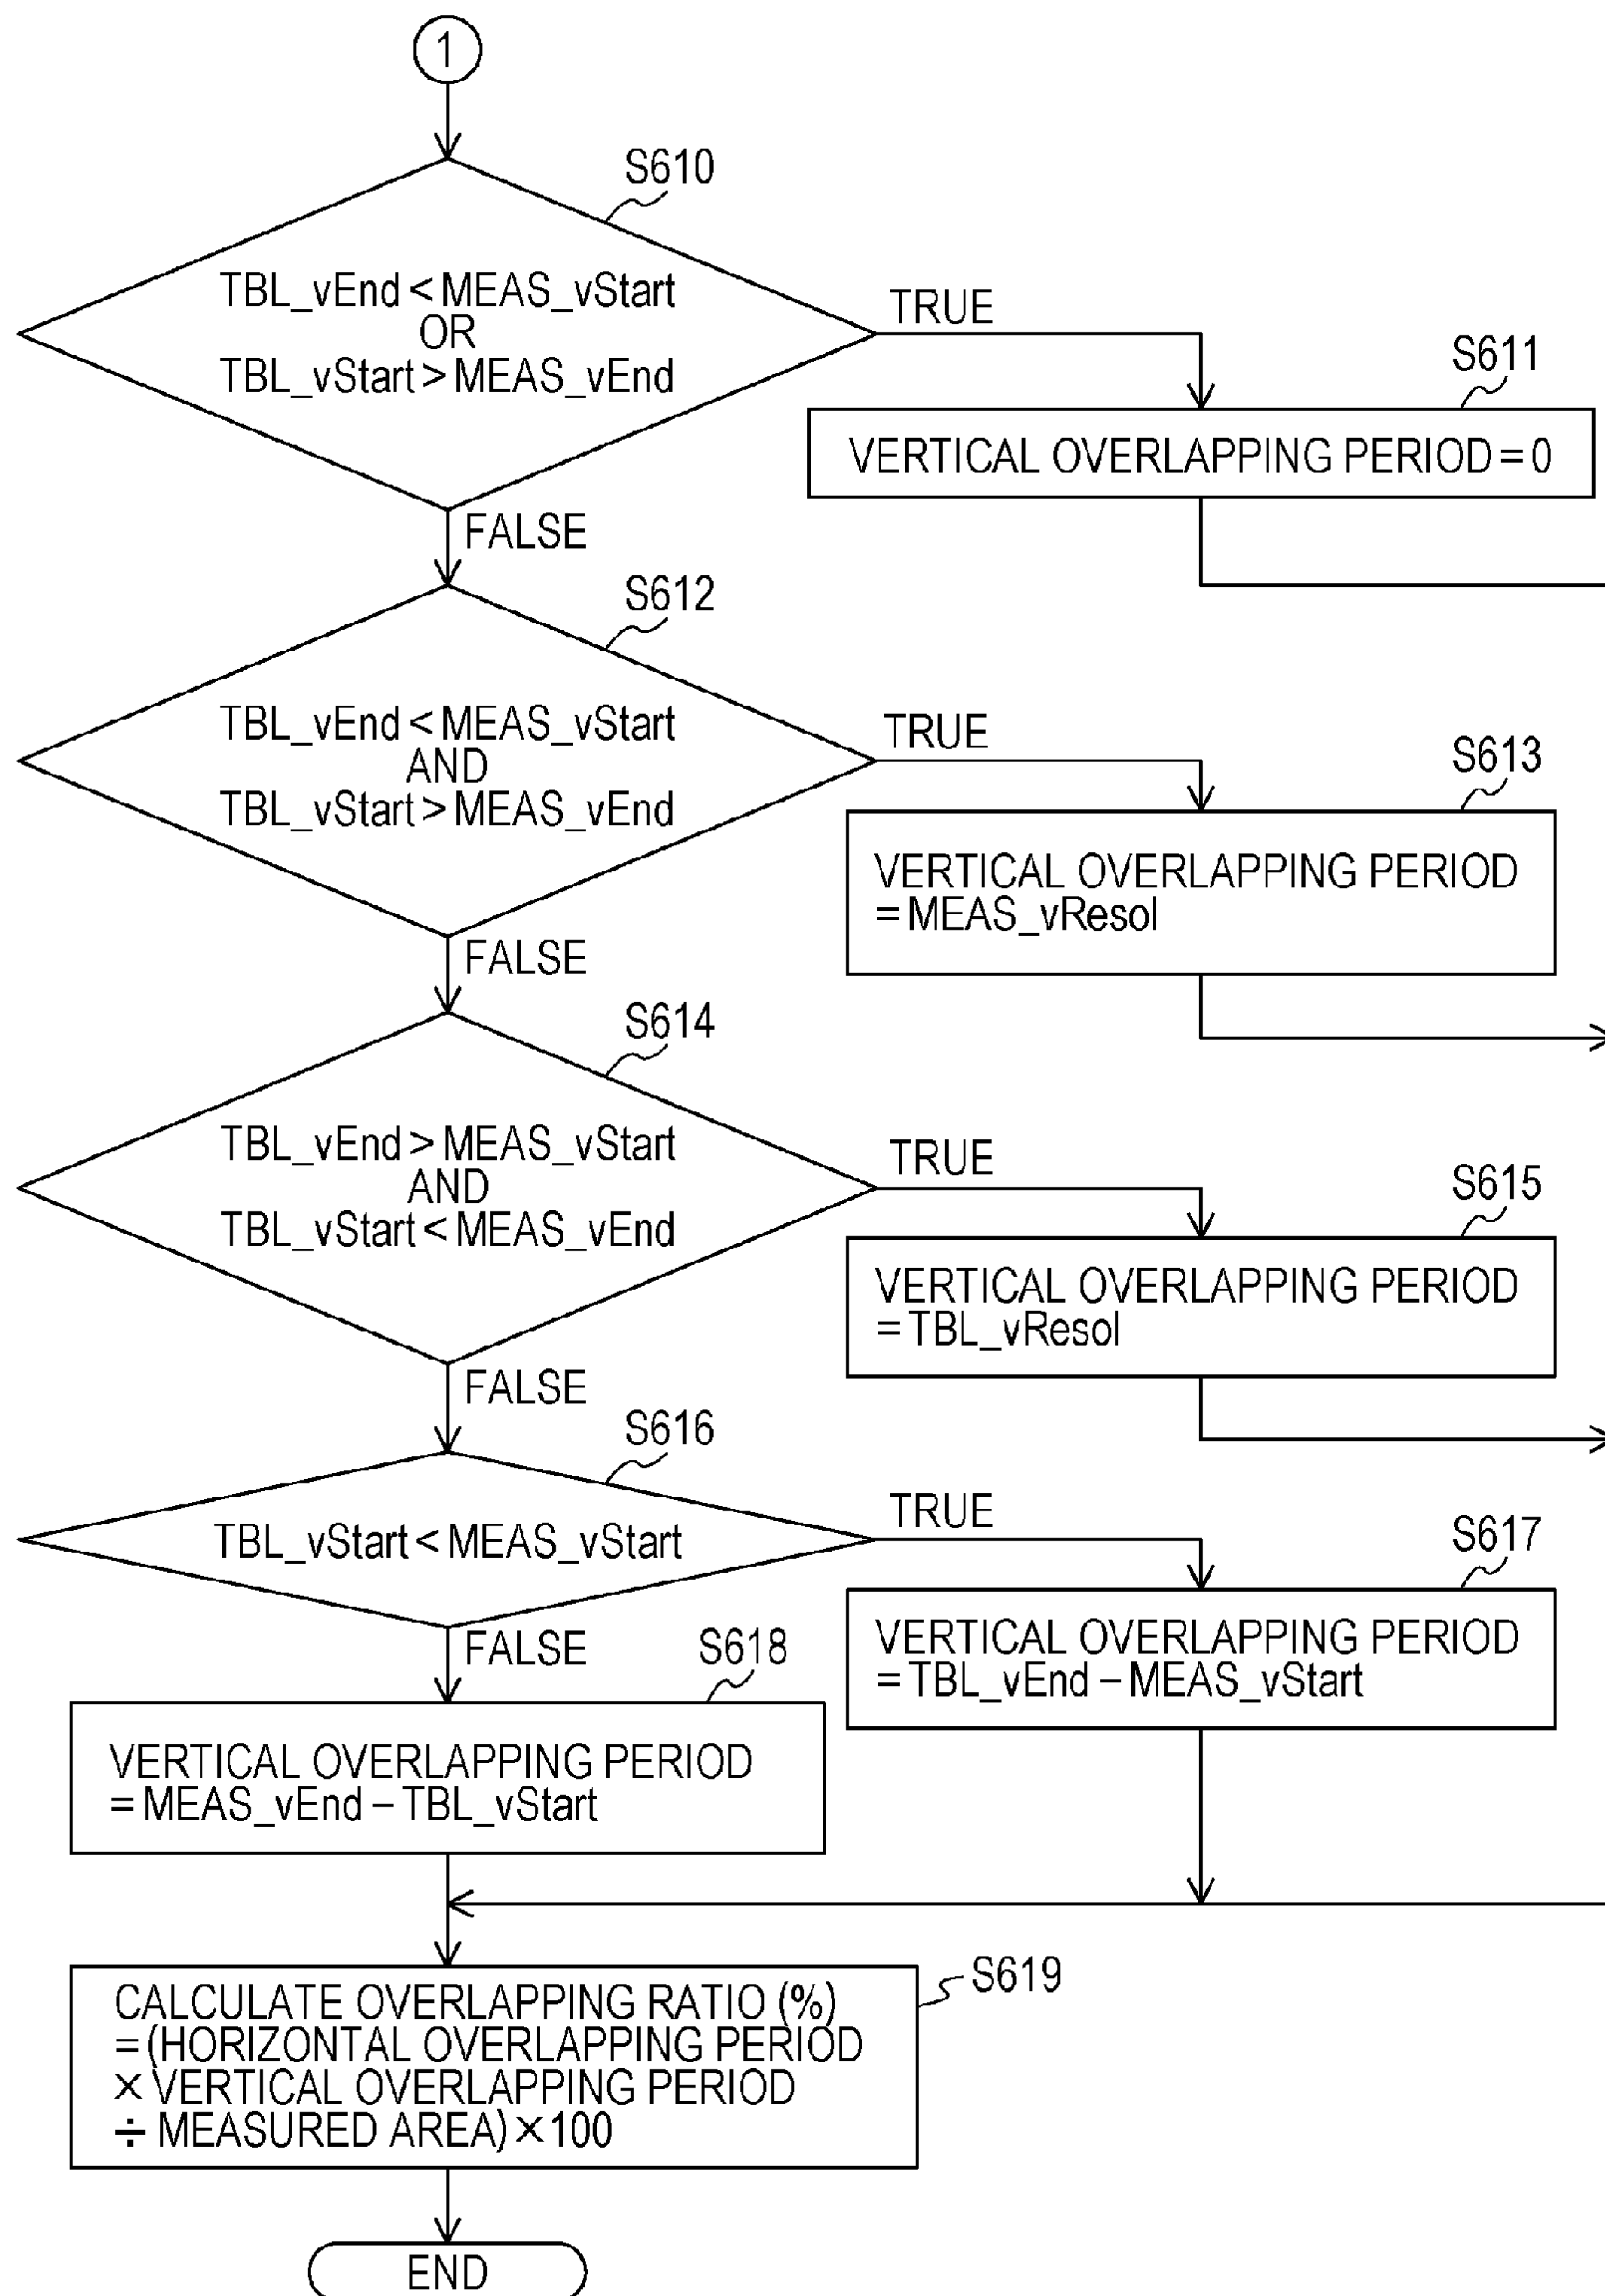 1
S610
TBL_vEnd < MEAS_vStart
OR
TBL_vStart > MEAS_vEnd
TRUE
S611
VERTICAL OVERLAPPING PERIOD = 0
FALSE
S612
TBL_vEnd < MEAS_vStart
AND
TBL_vStart > MEAS_vEnd
TRUE
S613
VERTICAL OVERLAPPING PERIOD
= MEAS_vResol
FALSE
S614
TBL_vEnd > MEAS_vStart
AND
TBL_vStart < MEAS_vEnd
TRUE
S615
VERTICAL OVERLAPPING PERIOD
= TBL_vResol
FALSE
S616
TBL_vStart < MEAS_vStart
TRUE
S617
VERTICAL OVERLAPPING PERIOD
= TBL_vEnd – MEAS_vStart
FALSE
S618
VERTICAL OVERLAPPING PERIOD
= MEAS_vEnd – TBL_vStart
S619
CALCULATE OVERLAPPING RATIO (%)
= (HORIZONTAL OVERLAPPING PERIOD
× VERTICAL OVERLAPPING PERIOD
÷ MEASURED AREA) × 100
END